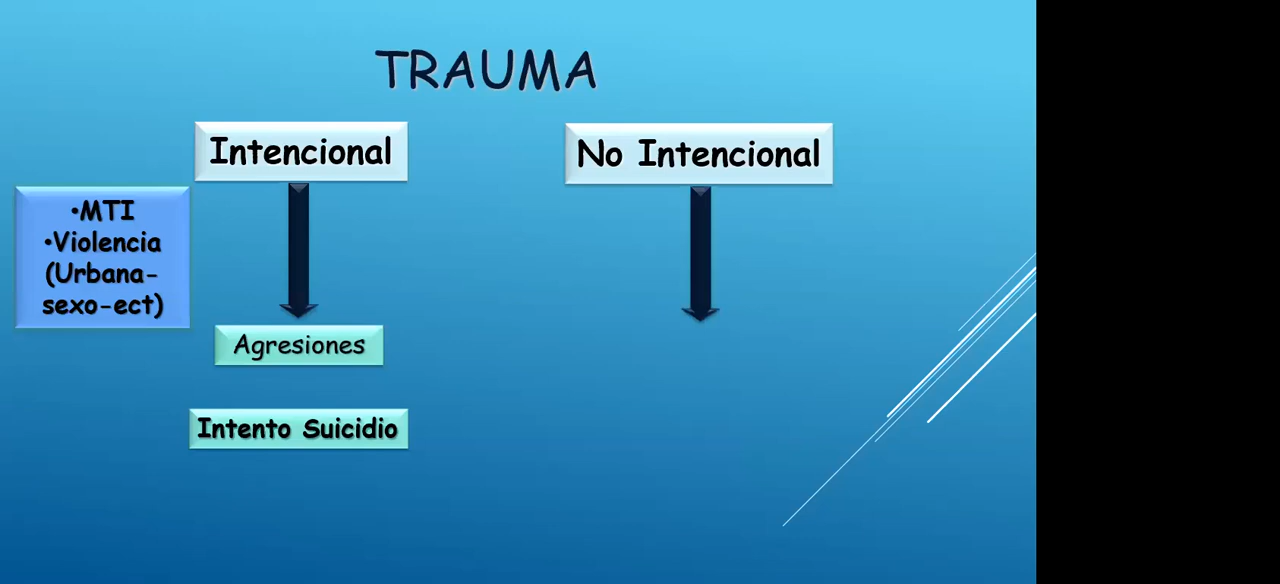 TRAUMA
Intencional
No Intencional
•MTI
•Violencia
(Urbana-
sexo-ect)
Agresiones
Intento Suicidio